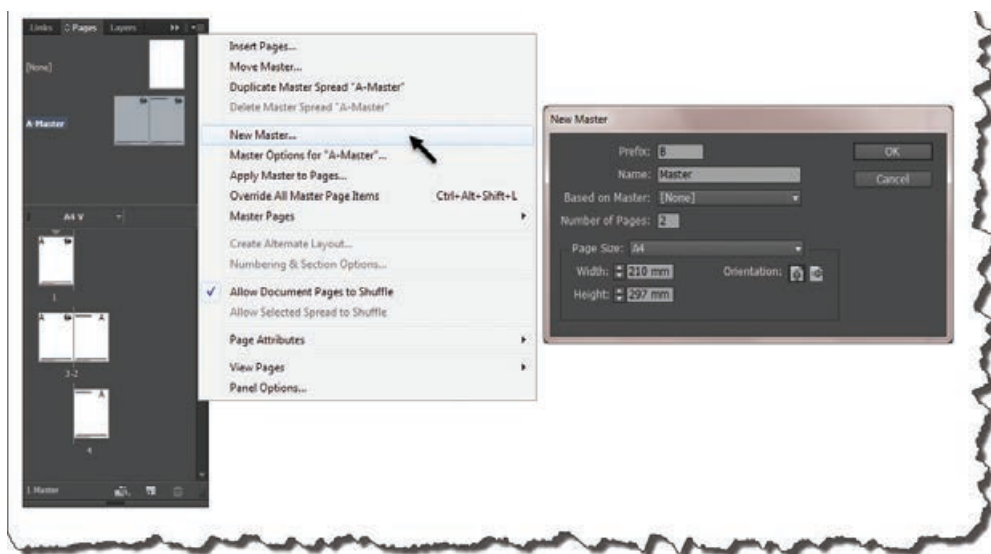 Links Pages Layers
[None]
A-Master
A4 V
A
1
A A
3-2
A
4
1 Master
Insert Pages...
Move Master...
Duplicate Master Spread "A-Master"
Delete Master Spread "A-Master"
New Master...
Master Options for "A-Master"...
Apply Master to Pages...
Override All Master Page Items Ctrl+Alt+Shift+L
Master Pages
Create Alternate Layout...
Numbering & Section Options...
Allow Document Pages to Shuffle
Allow Selected Spread to Shuffle
Page Attributes
View Pages
Panel Options...
New Master
Prefix: B OK
Name: Master Cancel
Based on Master: [None]
Number of Pages: 2
Page Size: A4
Width: 210 mm Orientation:
Height: 297 mm